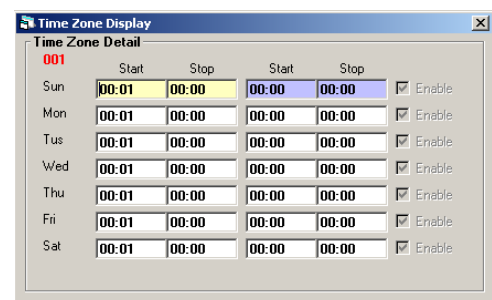 Time Zone Display
Time Zone Detail
001
Start Stop Start Stop
Sun 00:01 00:00 00:00 00:00 Enable
Mon 00:01 00:00 00:00 00:00 Enable
Tus 00:01 00:00 00:00 00:00 Enable
Wed 00:01 00:00 00:00 00:00 Enable
Thu 00:01 00:00 00:00 00:00 Enable
Fri 00:01 00:00 00:00 00:00 Enable
Sat 00:01 00:00 00:00 00:00 Enable